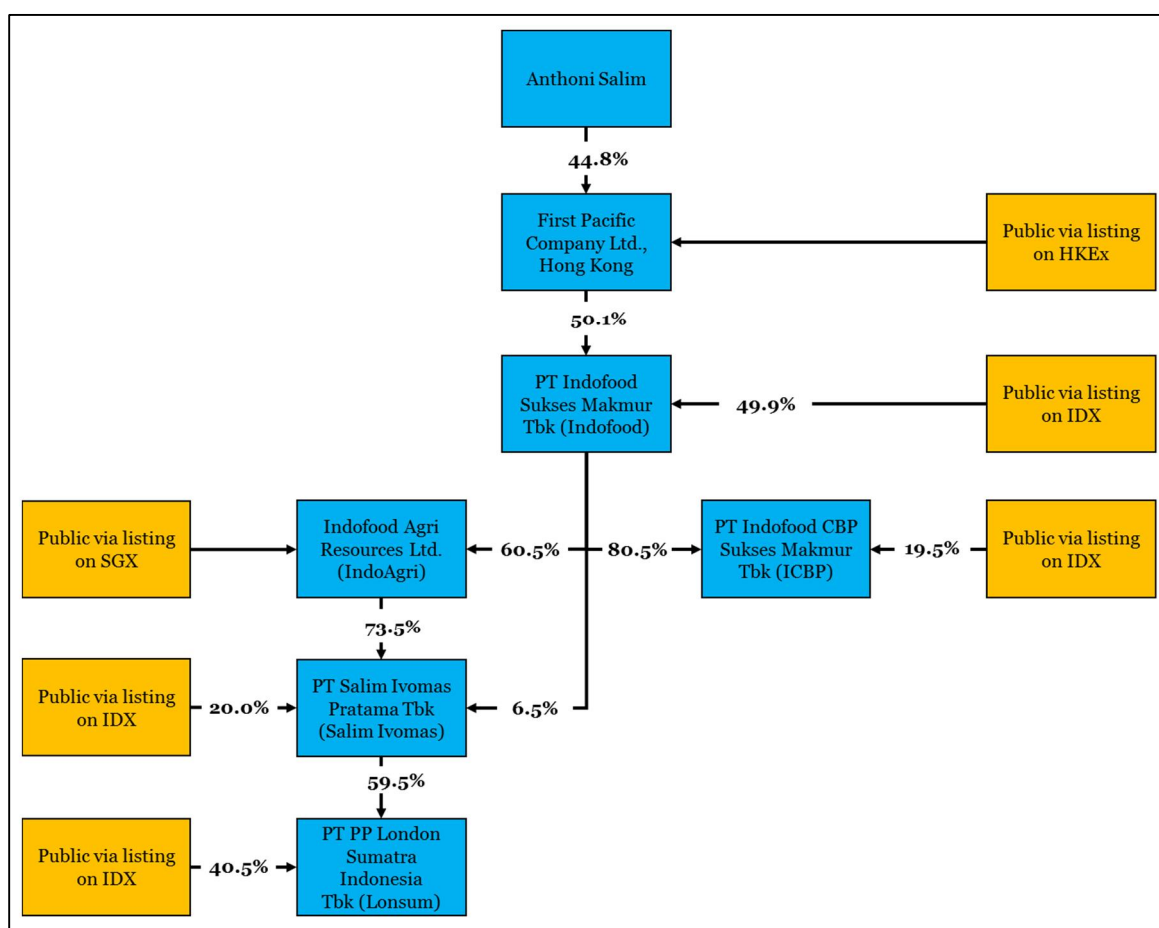 Anthoni Salim
44.8%
First Pacific
Company Ltd.,
Hong Kong
Public via listing
on HKEx
50.1%
PT Indofood
Sukses Makmur
Tbk (Indofood)
49.9%
Public via listing
on IDX
Public via listing
on SGX
Indofood Agri
Resources Ltd.
(IndoAgri)
60.5%
80.5%
PT Indofood CBP
Sukses Makmur
Tbk (ICBP)
19.5%
Public via listing
on IDX
73.5%
Public via listing
on IDX
20.0%
PT Salim Ivomas
Pratama Tbk
(Salim Ivomas)
6.5%
59.5%
Public via listing
on IDX
40.5%
PT PP London
Sumatra
Indonesia
Tbk (Lonsum)